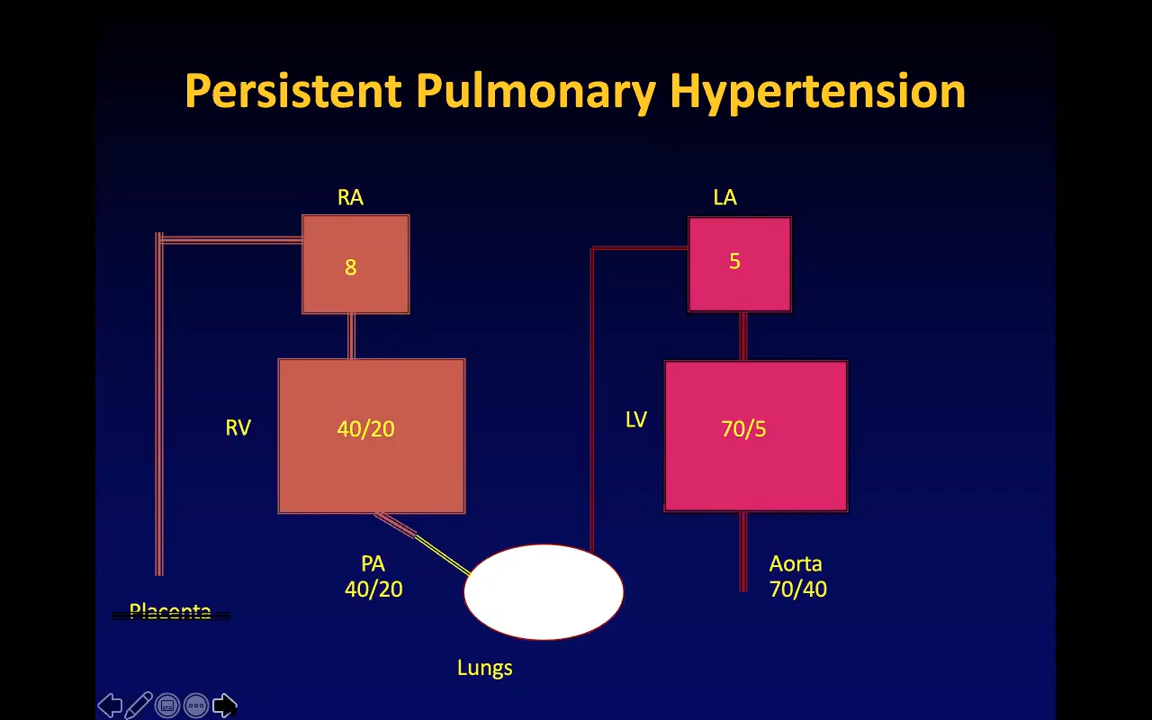 Persistent Pulmonary Hypertension
RA
LA
8
5
RV
40/20
LV
70/5
PA
40/20
Aorta
70/40
Placenta
Lungs